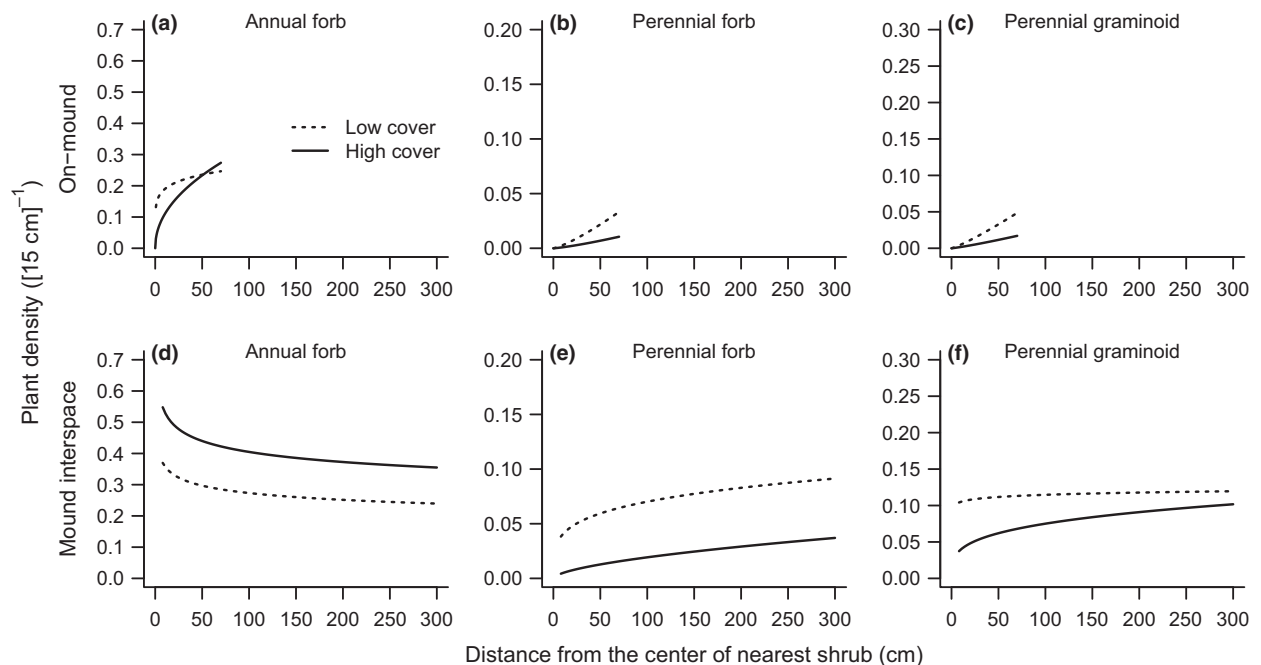 (a) Annual forb
(b) Perennial forb
(c) Perennial graminoid
0.7
0.6
0.5
0.4
0.3
0.2
0.1
0.0
0.20
0.15
0.10
0.05
0.00
0.30
0.25
0.20
0.15
0.10
0.05
0.00
Low cover
High cover
On−mound
0 50 100 150 200 250 300
0 50 100 150 200 250 300
0 50 100 150 200 250 300
Plant density ([15 cm]−1)
(d) Annual forb
(e) Perennial forb
(f) Perennial graminoid
0.7
0.6
0.5
0.4
0.3
0.2
0.1
0.0
0.20
0.15
0.10
0.05
0.00
0.30
0.25
0.20
0.15
0.10
0.05
0.00
Mound interspace
0 50 100 150 200 250 300
0 50 100 150 200 250 300
0 50 100 150 200 250 300
Distance from the center of nearest shrub (cm)